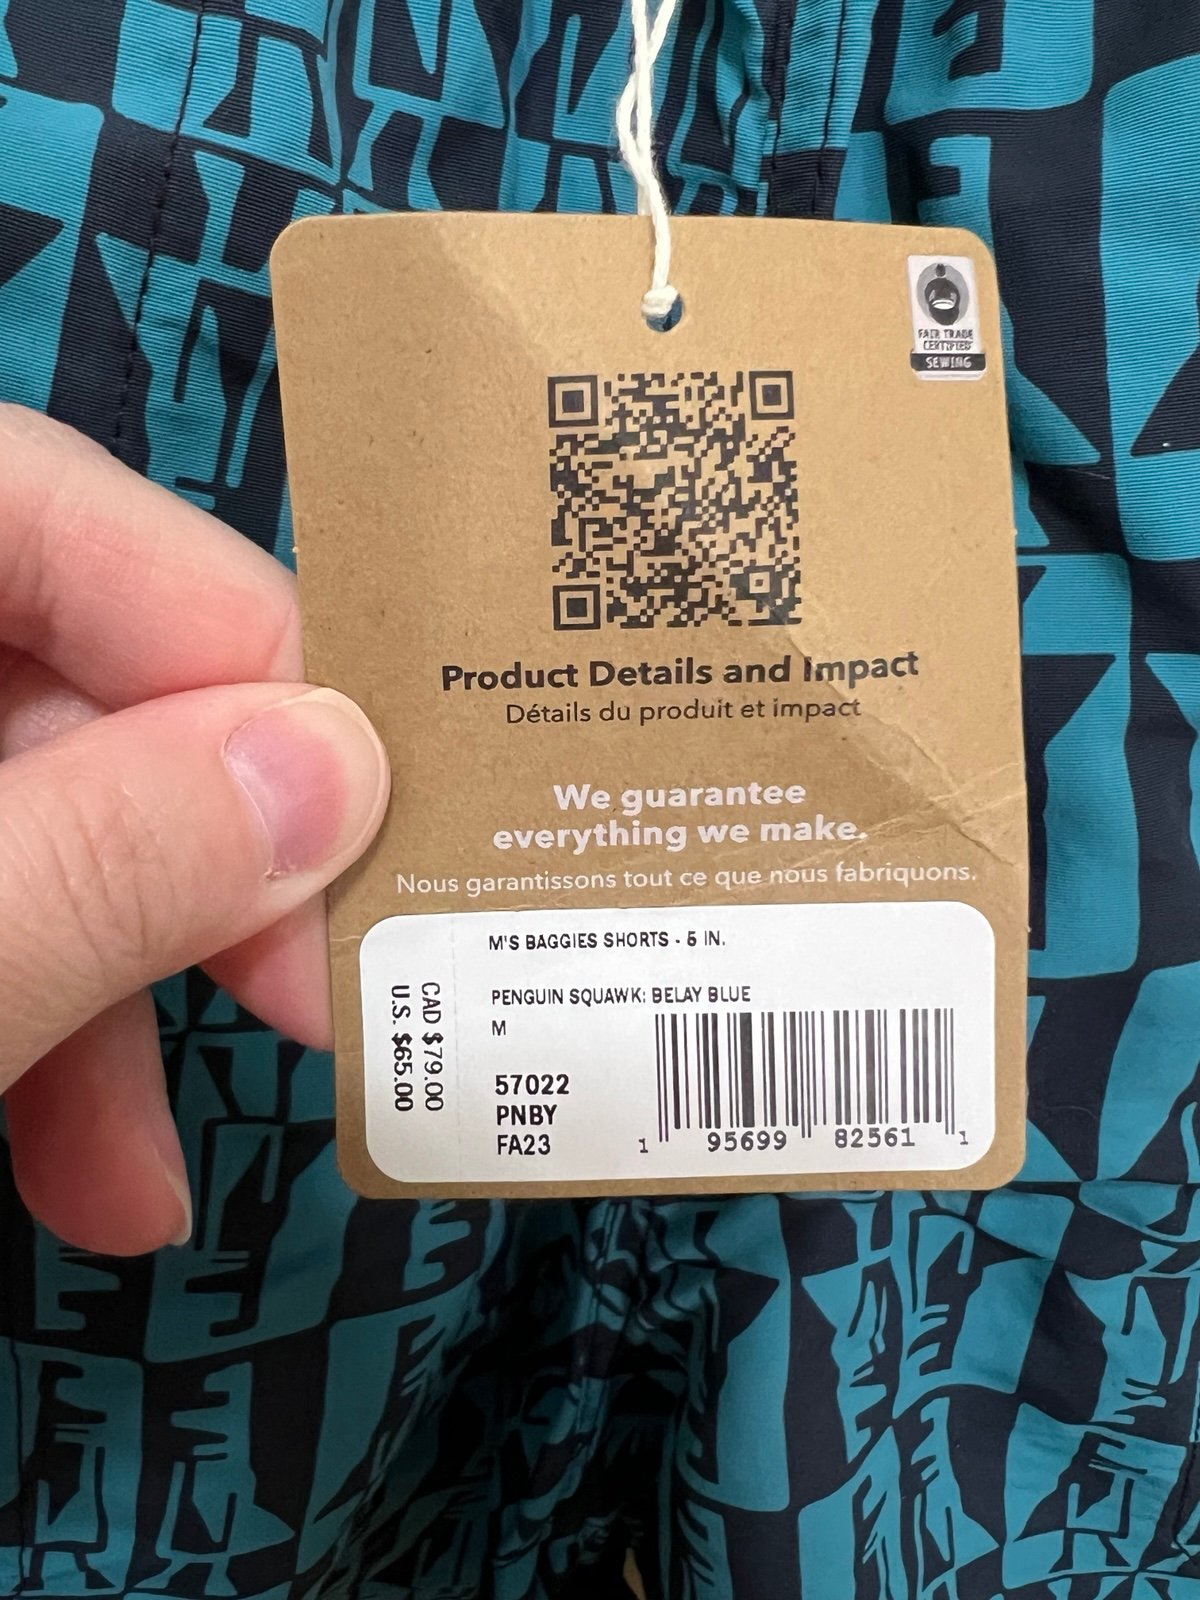 FAIR TRADE
CERTIFIED
SEWING
Product Details and Impact
Détails du produit et impact
We guarantee
everything we make.
Nous garantissons tout ce que nous fabriquons.
M'S BAGGIES SHORTS - 5 IN.
PENGUIN SQUAWK: BELAY BLUE
M
CAD $79.00
U.S. $65.00
57022
PNBY
FA23
1 95699 82561 1